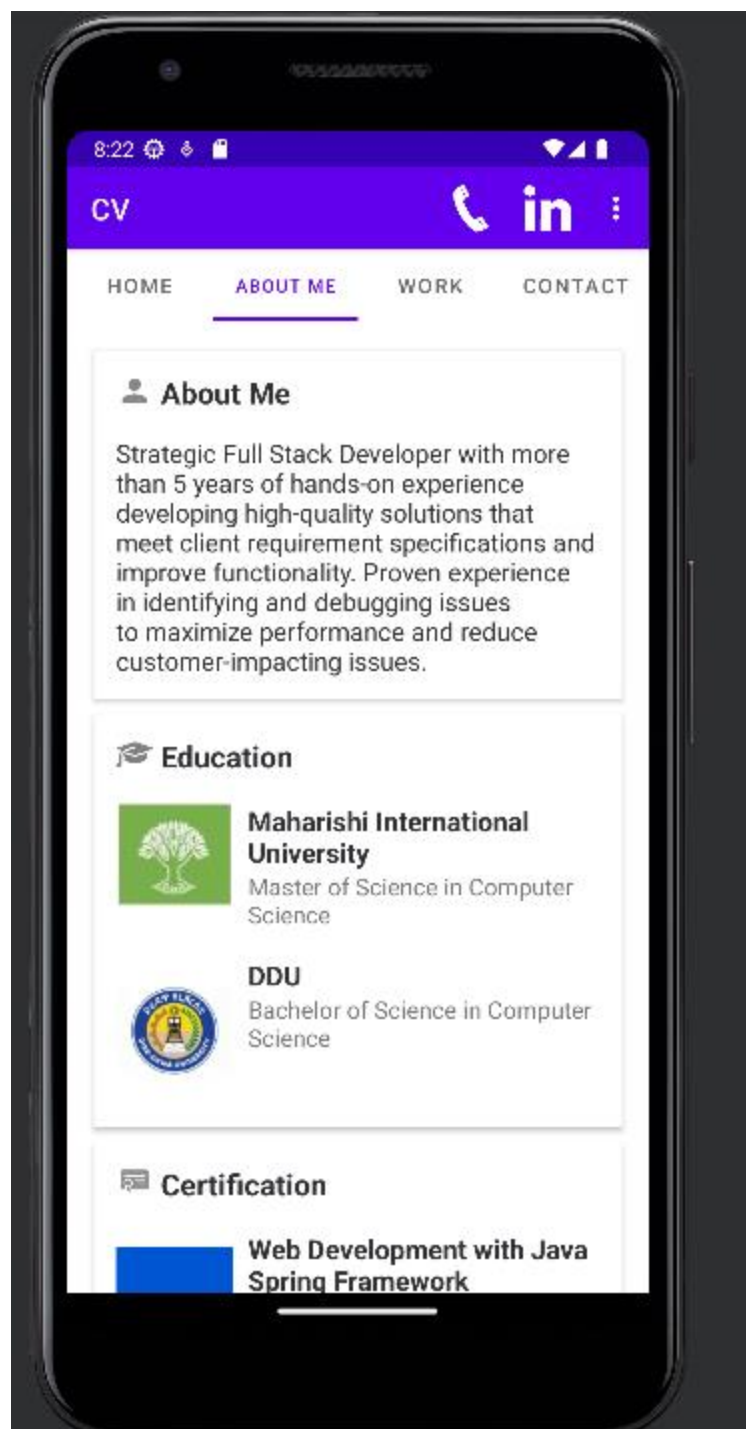 8:22
CV
in
HOME ABOUT ME WORK CONTACT
About Me
Strategic Full Stack Developer with more
than 5 years of hands-on experience
developing high-quality solutions that
meet client requirement specifications and
improve functionality. Proven experience
in identifying and debugging issues
to maximize performance and reduce
customer-impacting issues.
Education
Maharishi International
University
Master of Science in Computer
Science
DDU
Bachelor of Science in Computer
Science
Certification
Web Development with Java
Spring Framework